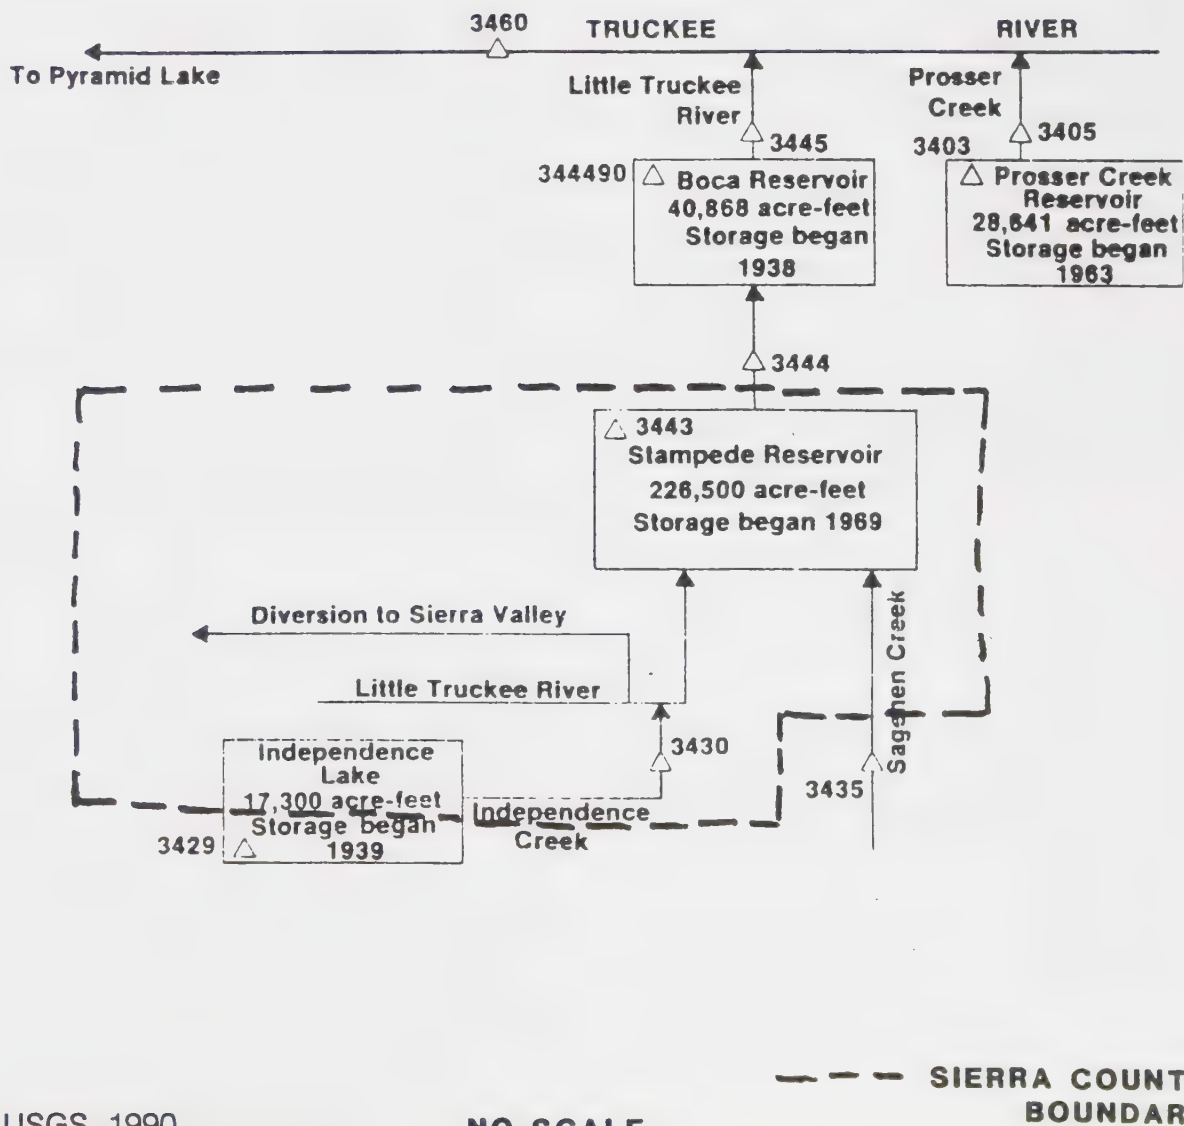 3460
TRUCKEE RIVER
To Pyramid Lake
Little Truckee
River
Prosser
Creek
3445
3405
3403
344490
Boca Reservoir
40,868 acre-feet
Storage began
1938
Prosser Creek
Reservoir
28,641 acre-feet
Storage began
1963
3444
3443
Stampede Reservoir
226,500 acre-feet
Storage began 1969
Diversion to Sierra Valley
Little Truckee River
Sagehen Creek
3430
3435
Independence
Lake
17,300 acre-feet
Storage began
1939
3429
Independence
Creek
SIERRA COUNT
BOUNDAR
USGS, 1990
NO SCALE